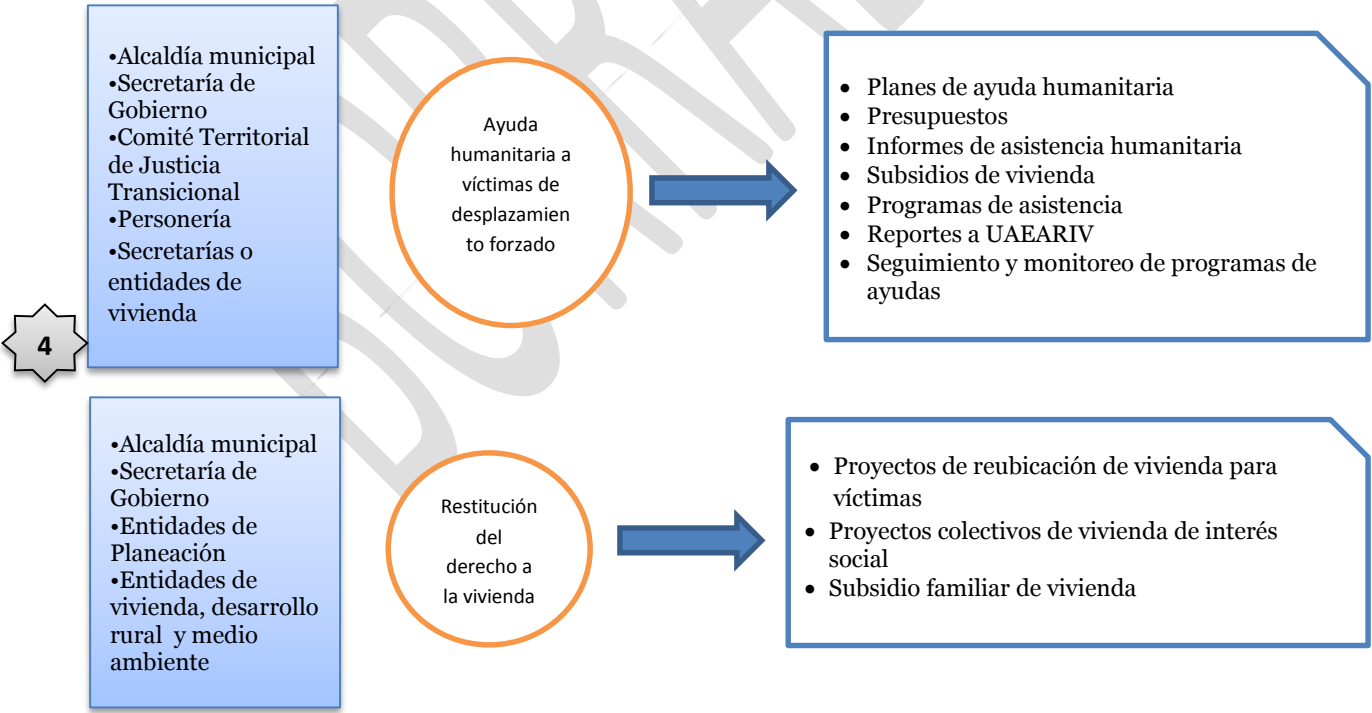 •Alcaldía municipal
•Secretaría de
Gobierno
•Comité Territorial
de Justicia
Transicional
•Personería
•Secretarías o
entidades de
vivienda
Ayuda
humanitaria a
víctimas de
desplazamien
to forzado
• Planes de ayuda humanitaria
• Presupuestos
• Informes de asistencia humanitaria
• Subsidios de vivienda
• Programas de asistencia
• Reportes a UAEARIV
• Seguimiento y monitoreo de programas de
ayudas
4
•Alcaldía municipal
•Secretaría de
Gobierno
•Entidades de
Planeación
•Entidades de
vivienda, desarrollo
rural y medio
ambiente
Restitución
del
derecho a
la vivienda
• Proyectos de reubicación de vivienda para
víctimas
• Proyectos colectivos de vivienda de interés
social
• Subsidio familiar de vivienda